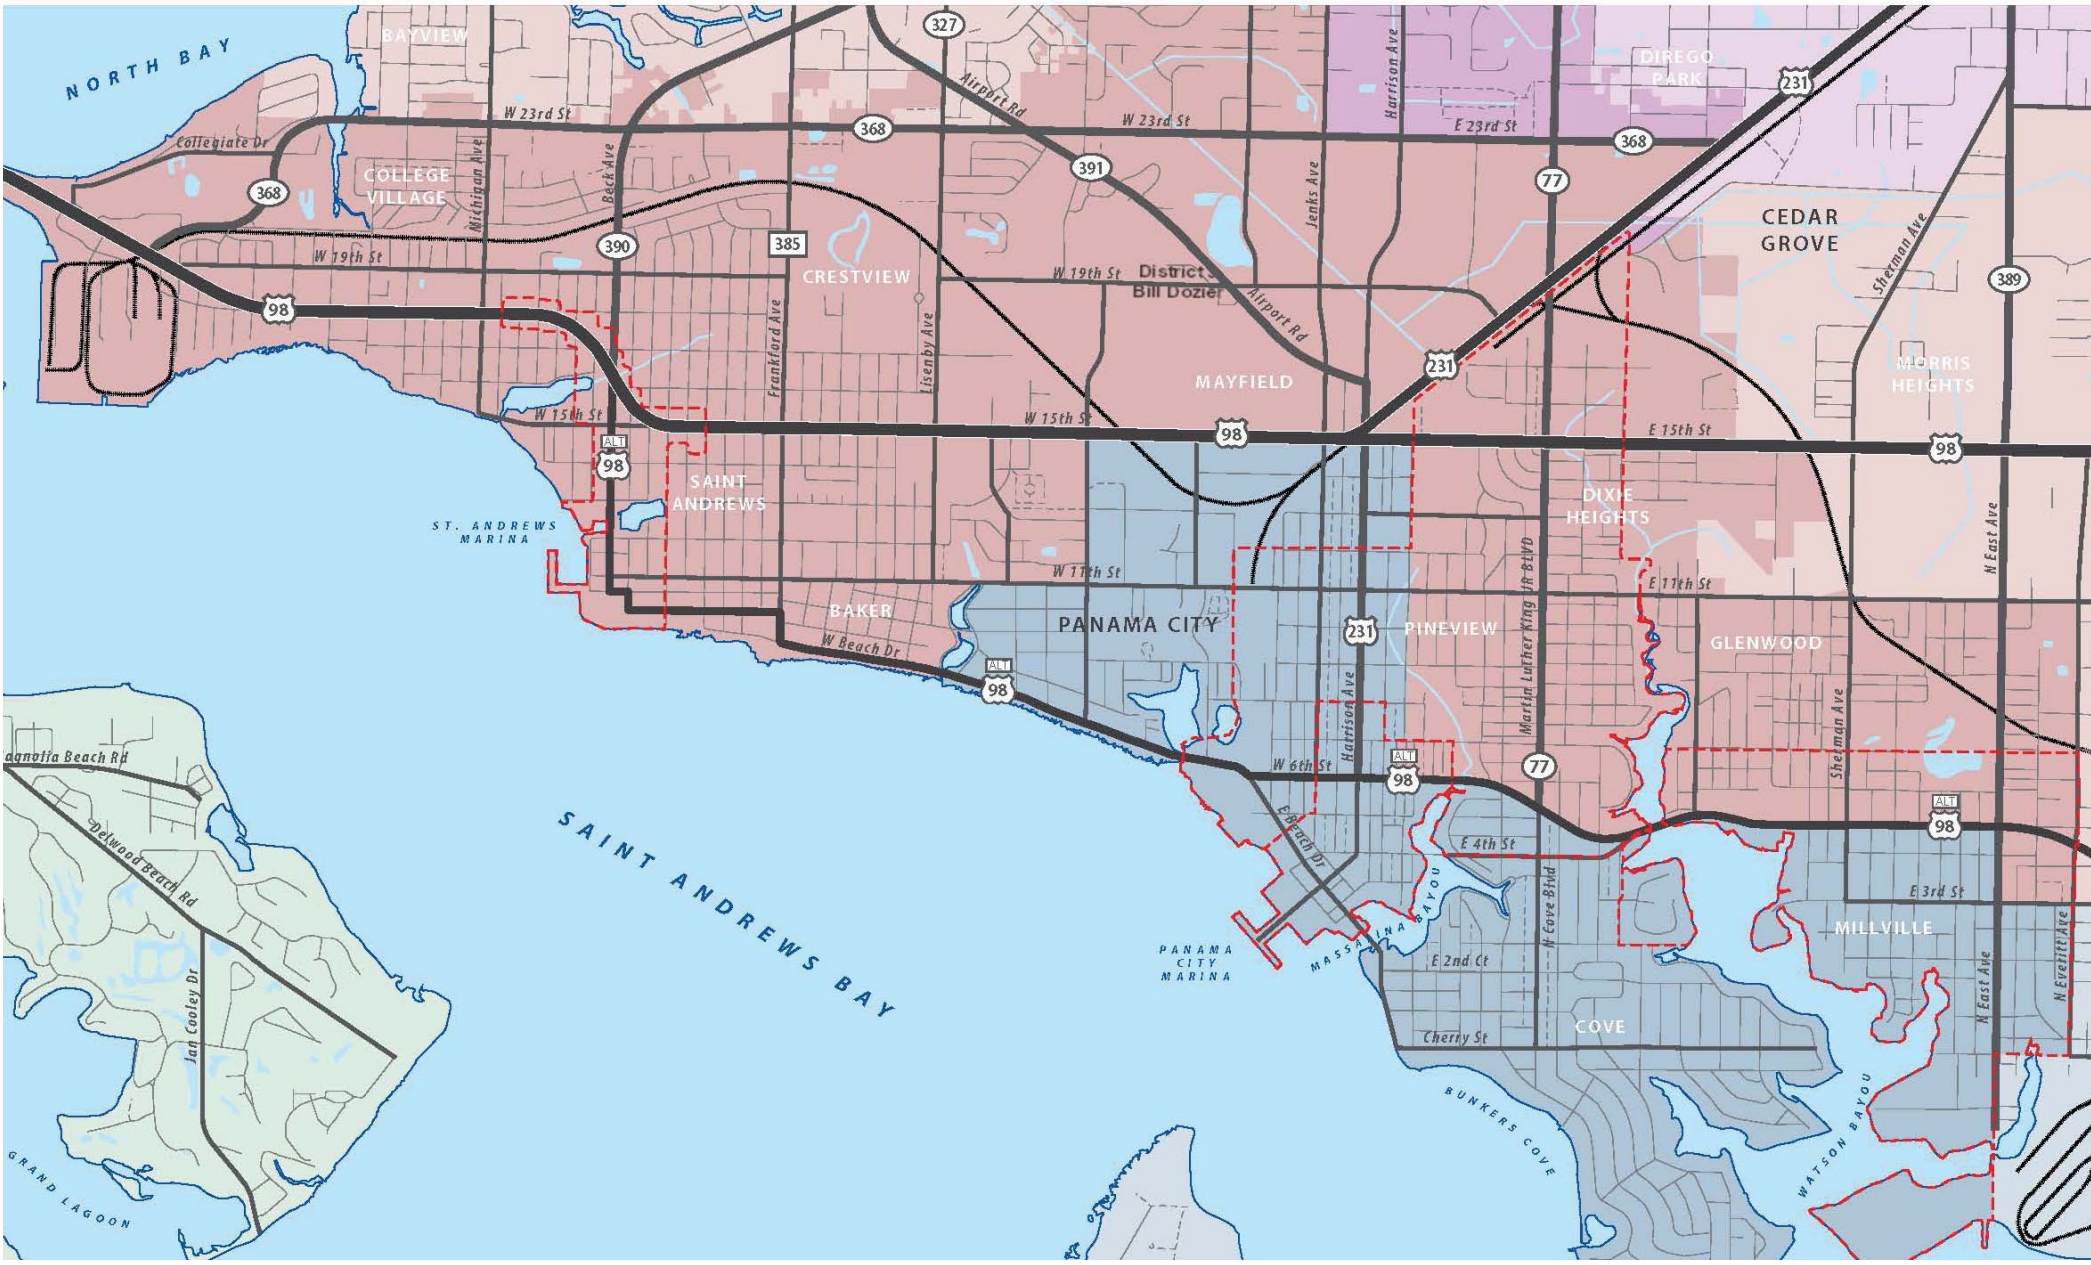 327
BAYVIEW
NORTH BAY
Airport Rd
Harrison Ave
DIREGO
PARK
231
W 23rd St
368
W 23rd St
E 23rd St
368
Collegiate Dr
391
77
COLLEGE
VILLAGE
368
Michigan Ave
Beck Ave
Jenks Ave
CEDAR
GROVE
390
385
W 19th St
CRESTVIEW
W 19th St
District 3
Bill Dozier
Sherman Ave
389
98
Airport Rd
Frankford Ave
Lisenby Ave
231
MAYFIELD
MORRIS
HEIGHTS
W 15th St
W 15th St
98
E 15th St
98
ALT
98
SAINT
ANDREWS
DIXIE
HEIGHTS
ST. ANDREWS
MARINA
N East Ave
W 11th St
E 11th St
BAKER
PANAMA CITY
231
PINEVIEW
Martin Luther King JR BLVD
GLENWOOD
W Beach Dr
ALT
98
Harrison Ave
Sherman Ave
agnolia Beach Rd
W 6th St
ALT
98
77
ALT
98
Delwood Beach Rd
SAINT ANDREWS BAY
E Beach Dr
E 4th St
E 3rd St
N Cove Blvd
MASSALINA BAYOU
MILLVILLE
PANAMA
CITY
MARINA
E 2nd Ct
N East Ave
N Everitt Ave
Jan Cooley Dr
Cherry St
COVE
BUNKERS COVE
WATSON BAYOU
GRAND LAGOON